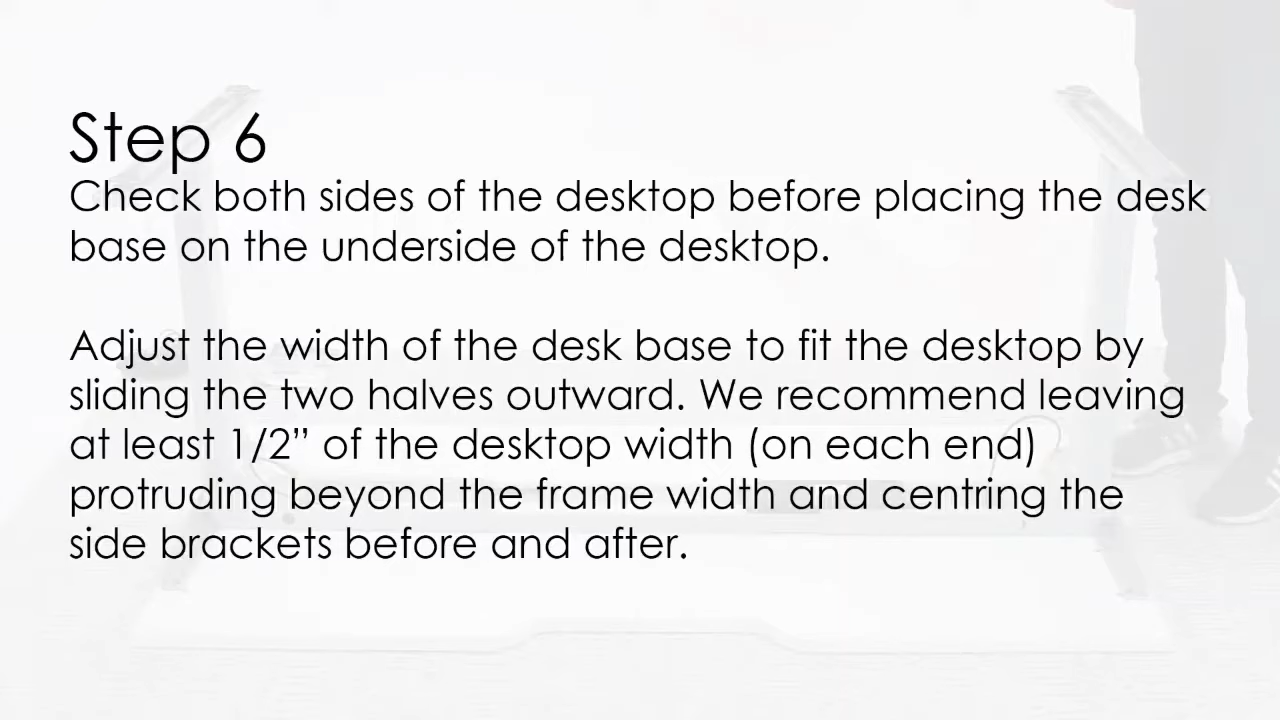 Step 6
Check both sides of the desktop before placing the desk
base on the underside of the desktop.
Adjust the width of the desk base to fit the desktop by
sliding the two halves outward. We recommend leaving
at least 1/2” of the desktop width (on each end)
protruding beyond the frame width and centring the
side brackets before and after.